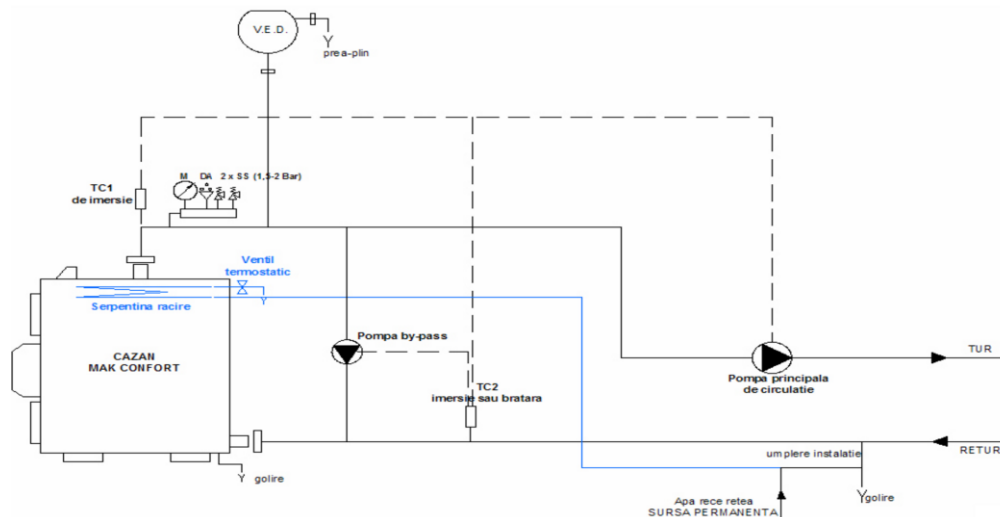 V.E.D.
prea-plin
M DA 2 x SS (1,5-2 Bar)
TC1
de imersie
Ventil
termostatic
Serpentina racire
Pompa by-pass
CAZAN
MAK CONFORT
TUR
Pompa principala
de circulatie
TC2
imersie sau bratara
umplere instalatie
RETUR
golire
golire
Apa rece retea
SURSA PERMANENTA